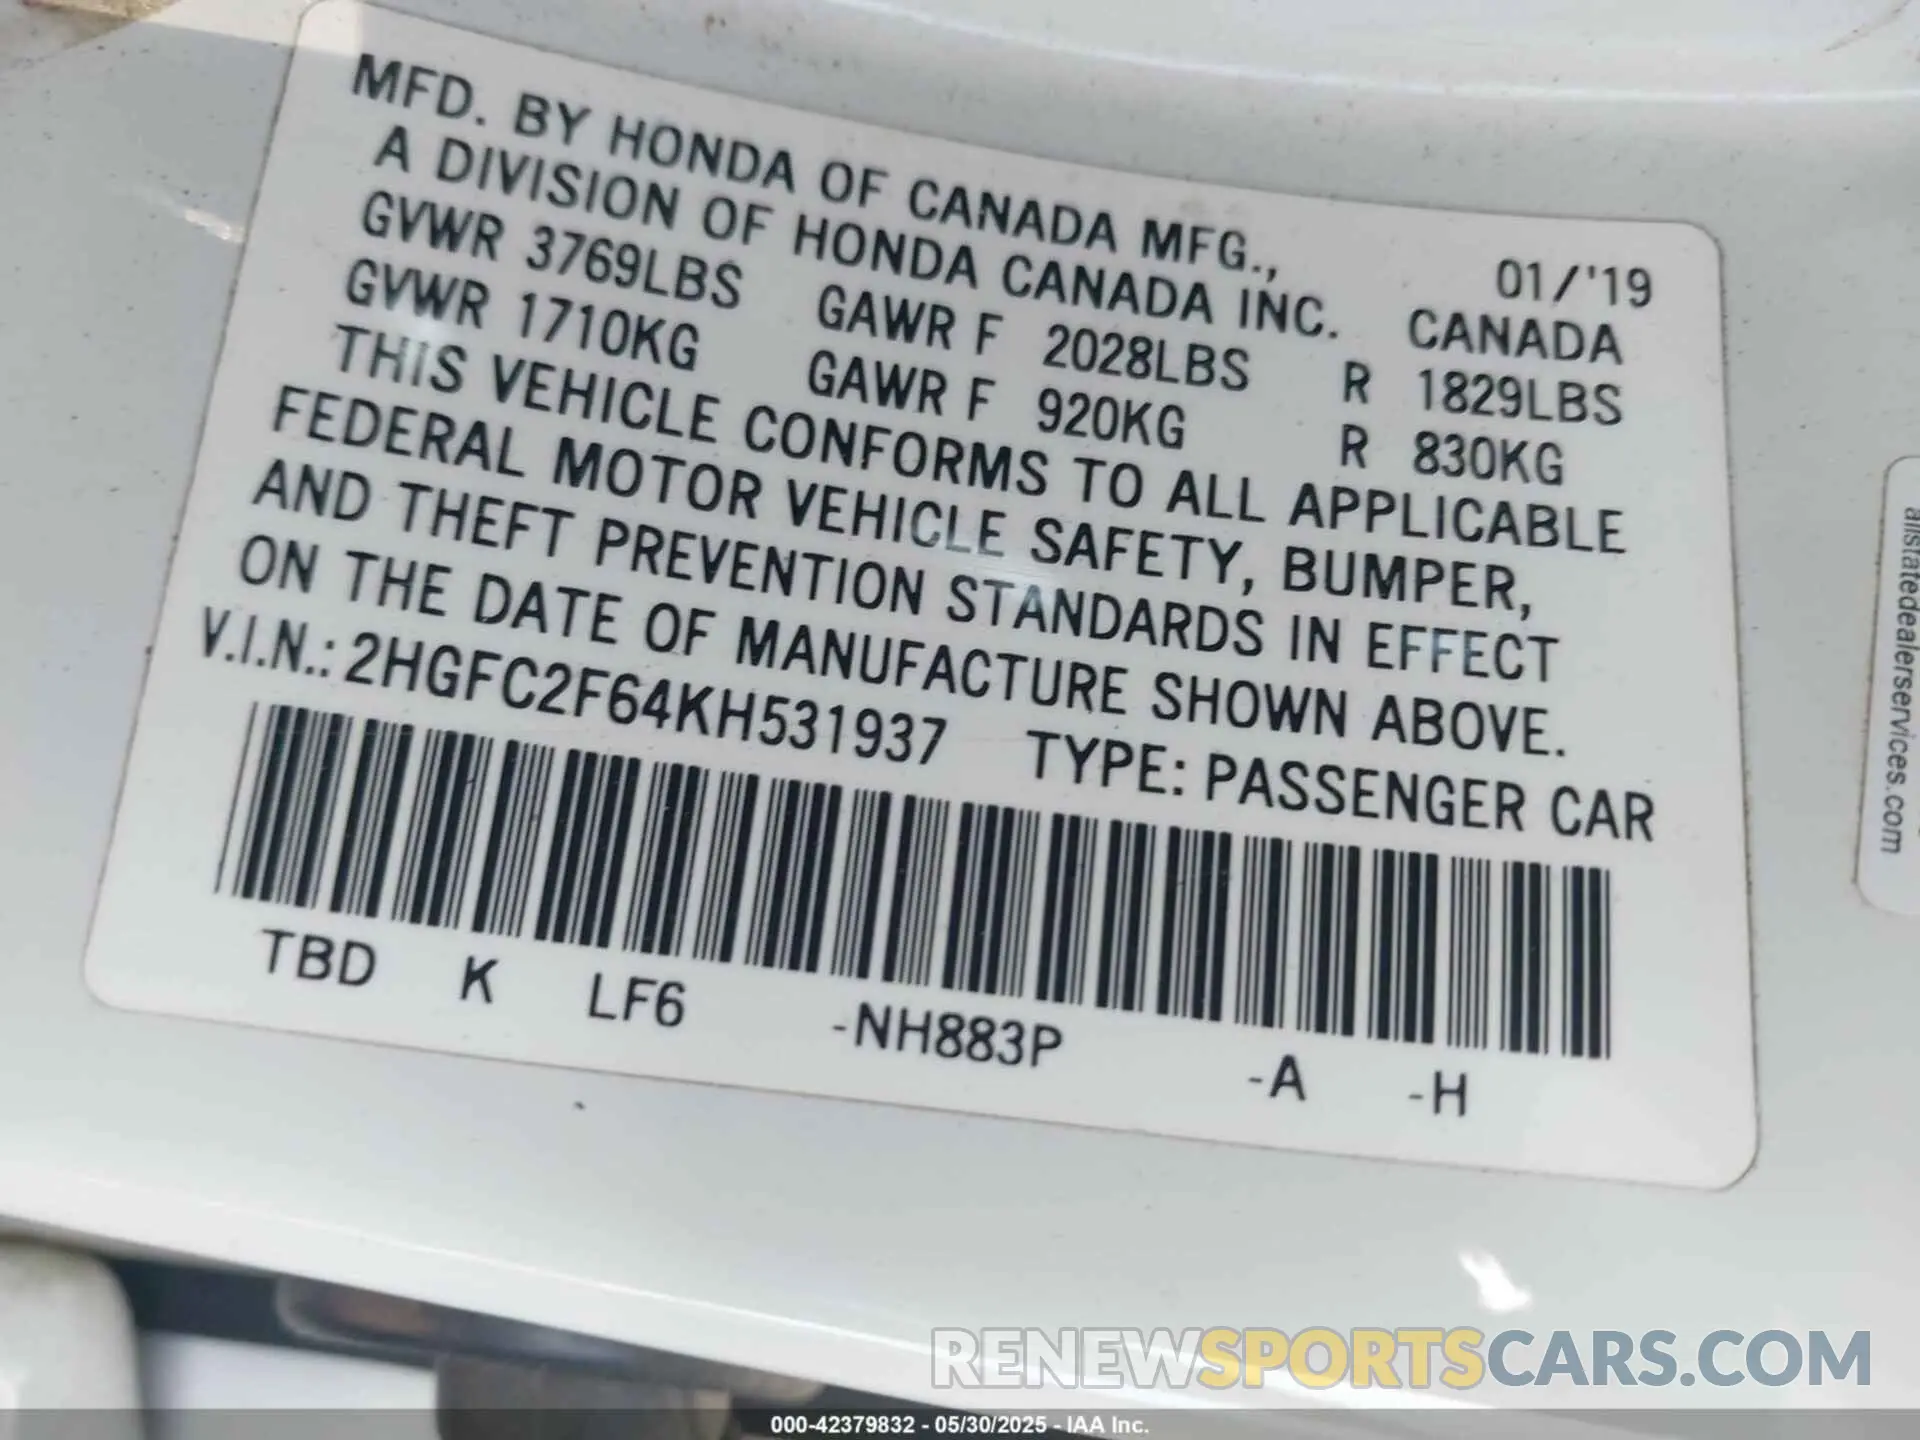 MFD. BY HONDA OF CANADA MFG.,
A DIVISION OF HONDA CANADA INC. 01/'19 CANADA
GVWR 3769LBS GAWR F 2028LBS R 1829LBS
GVWR 1710KG GAWR F 920KG R 830KG
THIS VEHICLE CONFORMS TO ALL APPLICABLE
FEDERAL MOTOR VEHICLE SAFETY, BUMPER,
AND THEFT PREVENTION STANDARDS IN EFFECT
ON THE DATE OF MANUFACTURE SHOWN ABOVE.
V.I.N.: 2HGFC2F64KH531937 TYPE: PASSENGER CAR
TBD K LF6 -NH883P -A -H
allstatedealerservices.com
RENEWSPORTSCARS.COM
000-42379832 - 05/30/2025 - IAA Inc.